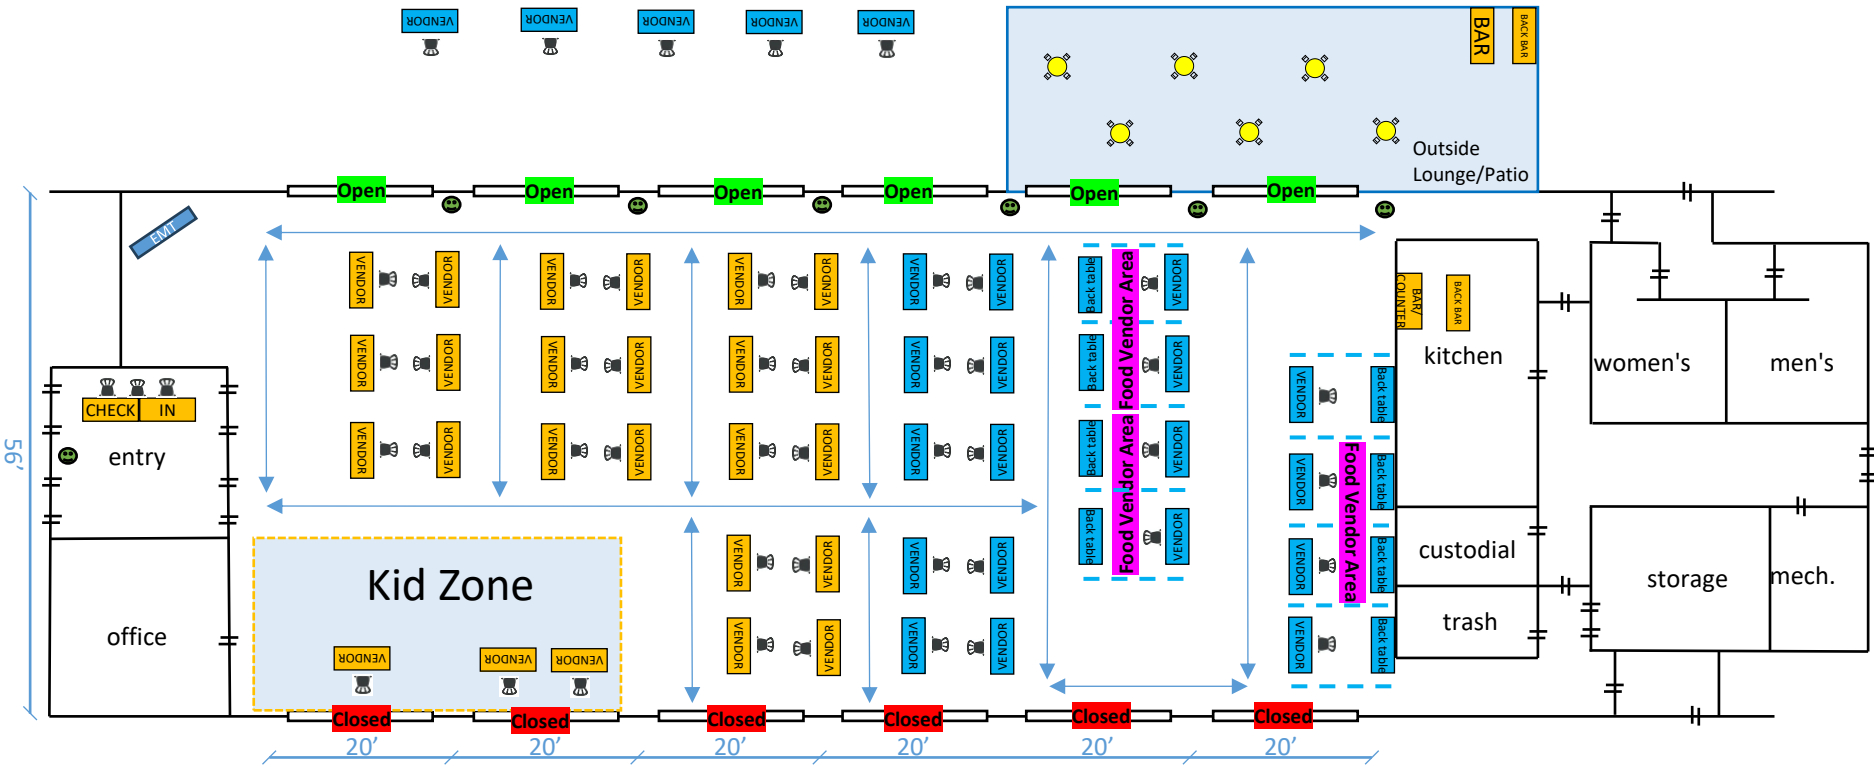 VENDOR VENDOR VENDOR VENDOR VENDOR
BAR
BACK BAR
Outside
Lounge/Patio
Open Open Open Open Open Open
EMT
VENDOR VENDOR VENDOR VENDOR VENDOR VENDOR VENDOR VENDOR Back table Food Vendor Area VENDOR
BAR/
COUNTER
BACK BAR
kitchen
women's
men's
VENDOR VENDOR VENDOR VENDOR VENDOR VENDOR VENDOR VENDOR Back table VENDOR
VENDOR Back table
CHECK IN
entry
VENDOR VENDOR VENDOR VENDOR VENDOR VENDOR VENDOR VENDOR Back table Food Vendor Area VENDOR
VENDOR Food Vendor Area Back table
56'
Back table VENDOR
Kid Zone
VENDOR VENDOR VENDOR VENDOR
VENDOR Back table
custodial
storage
mech.
office
trash
VENDOR VENDOR VENDOR VENDOR
VENDOR Back table
VENDOR VENDOR VENDOR
Closed Closed Closed Closed Closed Closed
20' 20' 20' 20' 20' 20'